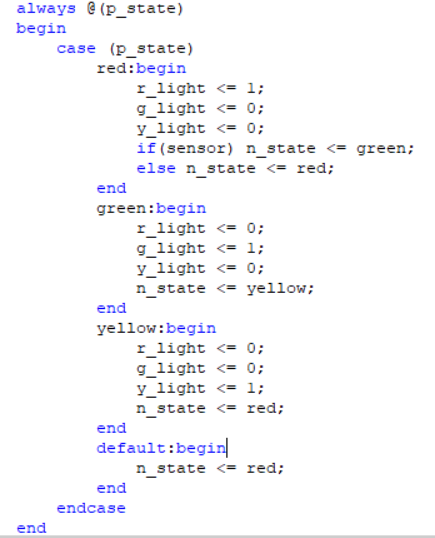 always @(p_state)
begin
    case (p_state)
        red:begin
            r_light <= 1;
            g_light <= 0;
            y_light <= 0;
            if(sensor) n_state <= green;
            else n_state <= red;
        end
        green:begin
            r_light <= 0;
            g_light <= 1;
            y_light <= 0;
            n_state <= yellow;
        end
        yellow:begin
            r_light <= 0;
            g_light <= 0;
            y_light <= 1;
            n_state <= red;
        end
        default:begin
            n_state <= red;
        end
    endcase
end